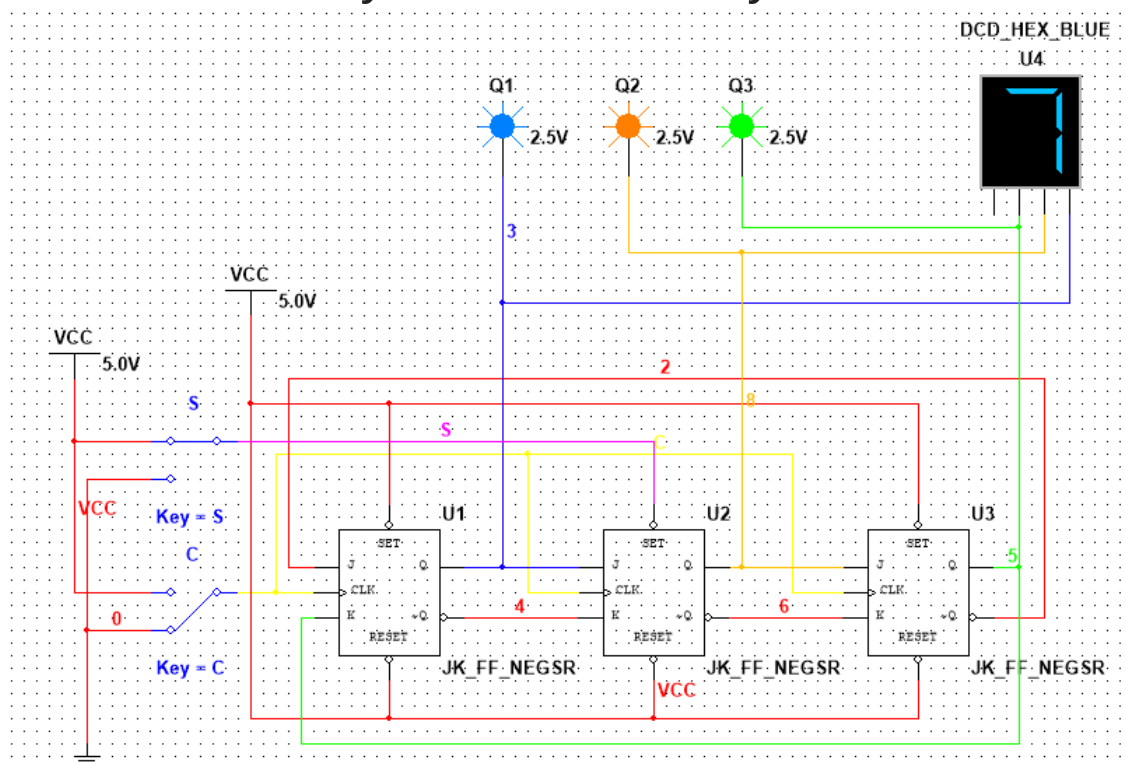 DCD_HEX_BLUE
U4
Q1
Q2
Q3
2.5V
2.5V
2.5V
7
3
VCC
5.0V
VCC
5.0V
2
8
S
S
C
VCC
Key = S
C
0
Key = C
U1
SET
J
Q
CLK
K
~Q
RESET
JK_FF_NEGSR
4
U2
SET
J
Q
CLK
K
~Q
RESET
JK_FF_NEGSR
VCC
6
U3
SET
J
Q
CLK
K
~Q
RESET
JK_FF_NEGSR
5